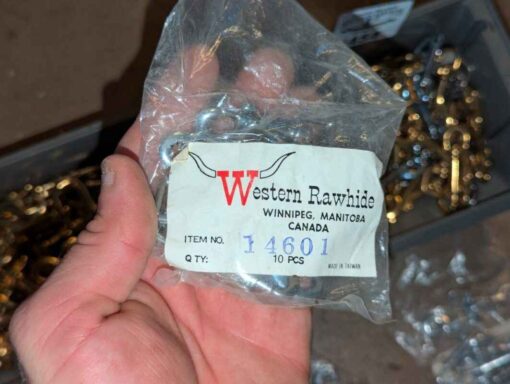 Western Rawhide
WINNIPEG, MANITOBA
CANADA
ITEM NO. 14601
Q TY: 10 PCS
MADE IN TAIWAN